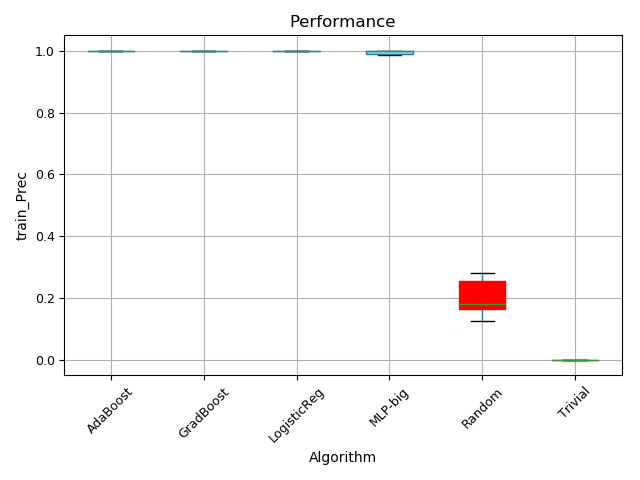 Performance
train_Prec
1.0
0.8
0.6
0.4
0.2
0.0
AdaBoost
GradBoost
LogisticReg
MLP-big
Random
Trivial
Algorithm